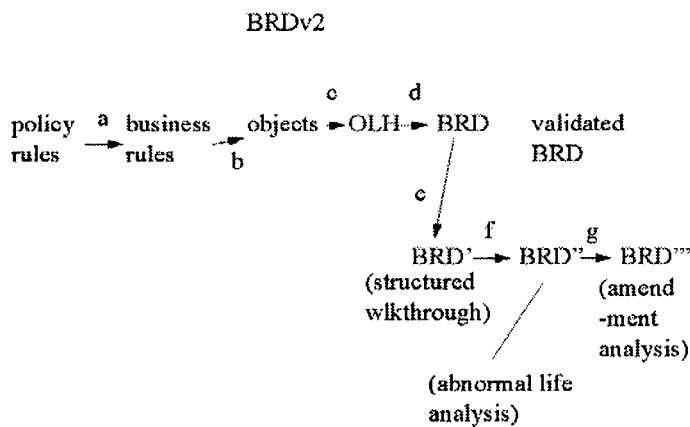 BRDv2
policy rules
a
business rules
b
objects
c
OLH
d
BRD
validated BRD
e
BRD'
(structured
wlkthrough)
f
BRD''
(abnormal life
analysis)
g
BRD'''
(amend
-ment
analysis)